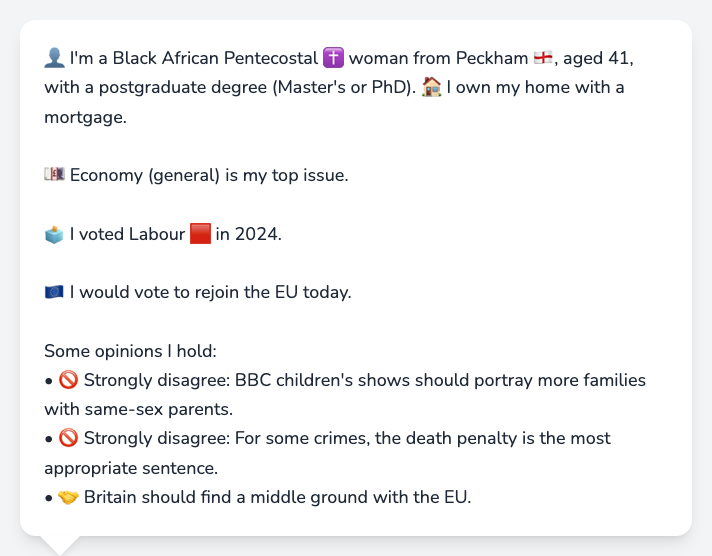 👤 I'm a Black African Pentecostal ✝️ woman from Peckham 🏴󠁧󠁢󠁥󠁮󠁧󠁿, aged 41,
with a postgraduate degree (Master's or PhD). 🏠 I own my home with a
mortgage.
💷 Economy (general) is my top issue.
🗳️ I voted Labour 🟥 in 2024.
🇪🇺 I would vote to rejoin the EU today.
Some opinions I hold:
• 🚫 Strongly disagree: BBC children's shows should portray more families
with same-sex parents.
• 🚫 Strongly disagree: For some crimes, the death penalty is the most
appropriate sentence.
• 🤝 Britain should find a middle ground with the EU.